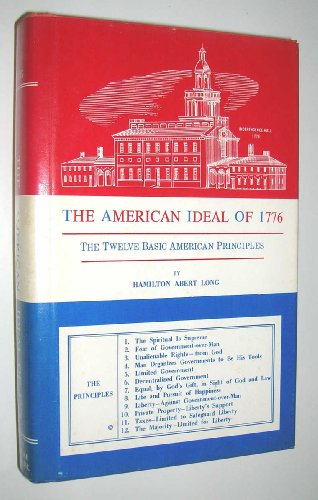 INDEPENDENCE HALL
1776
THE AMERICAN IDEAL OF 1776
THE TWELVE BASIC AMERICAN PRINCIPLES
BY
HAMILTON ABERT LONG
THE
PRINCIPLES
©
1. The Spiritual Is Supreme
2. Fear of Government-over-Man
3. Unalienable Rights—from God
4. Man Organizes Governments to Be His Tools
5. Limited Government
6. Decentralized Government
7. Equal, by God's Gift, in Sight of God and Law
8. Life and Pursuit of Happiness
9. Liberty—Against Government-over-Man
10. Private Property—Liberty's Support
11. Taxes—Limited to Safeguard Liberty
12. The Majority—Limited for Liberty